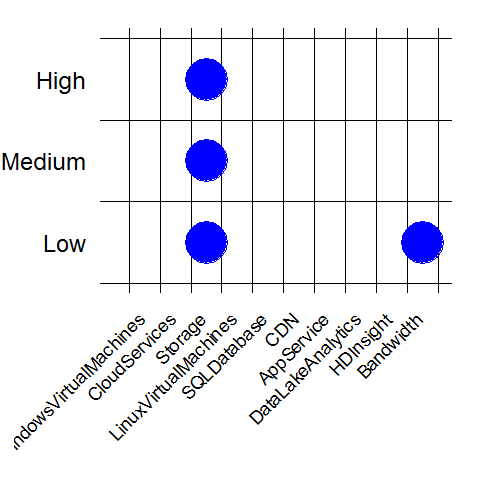 High
Medium
Low
ndowsVirtualMachines
CloudServices
Storage
LinuxVirtualMachines
SQLDatabase
CDN
AppService
DataLakeAnalytics
HDInsight
Bandwidth